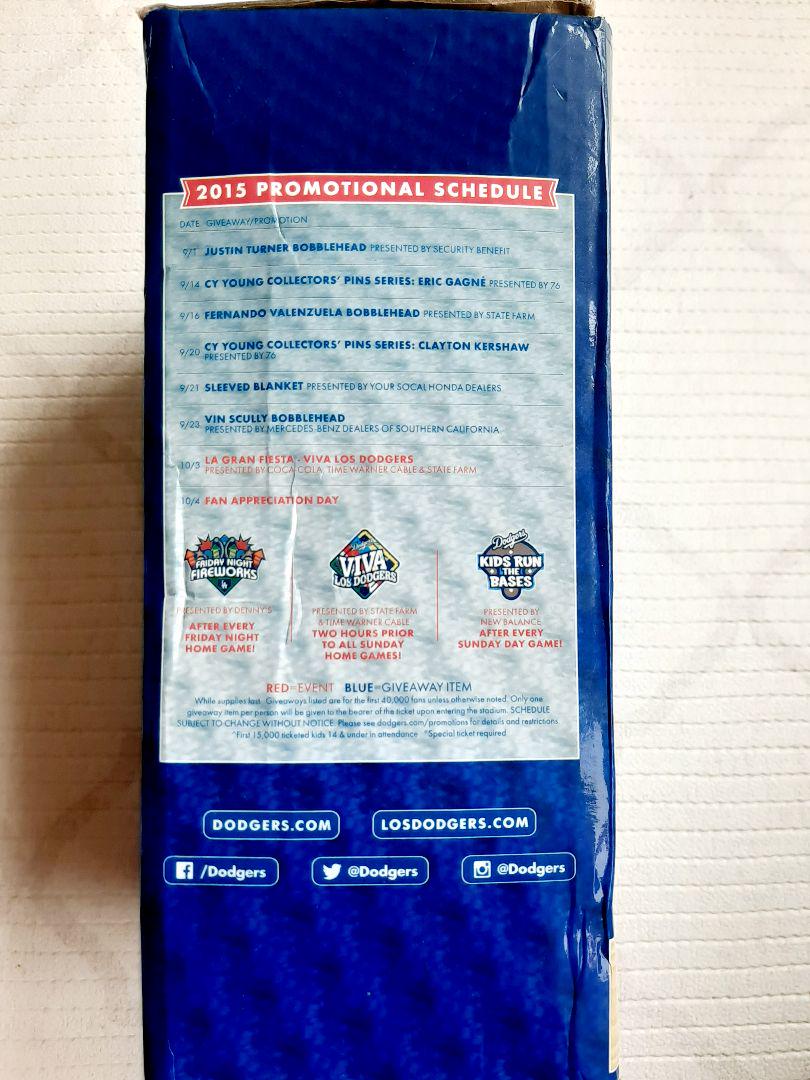 2015 PROMOTIONAL SCHEDULE
DATE GIVEAWAY/PROMOTION
9/1 JUSTIN TURNER BOBBLEHEAD PRESENTED BY SECURITY BENEFIT
9/14 CY YOUNG COLLECTORS' PINS SERIES: ERIC GAGNÉ PRESENTED BY 76
9/16 FERNANDO VALENZUELA BOBBLEHEAD PRESENTED BY STATE FARM
9/20 CY YOUNG COLLECTORS' PINS SERIES: CLAYTON KERSHAW
PRESENTED BY 76
9/21 SLEEVED BLANKET PRESENTED BY YOUR SOCAL HONDA DEALERS
9/23 VIN SCULLY BOBBLEHEAD
PRESENTED BY MERCEDES-BENZ DEALERS OF SOUTHERN CALIFORNIA
10/3 LA GRAN FIESTA - VIVA LOS DODGERS
PRESENTED BY COCA-COLA, TIME WARNER CABLE & STATE FARM
10/4 FAN APPRECIATION DAY
FRIDAY NIGHT
FIREWORKS
LA
PRESENTED BY DENNY'S
AFTER EVERY
FRIDAY NIGHT
HOME GAME!
Dodgers
VIVA
LOS DODGERS
PRESENTED BY STATE FARM
& TIME WARNER CABLE
TWO HOURS PRIOR
TO ALL SUNDAY
HOME GAMES!
Dodgers
KIDS RUN
THE
BASES
PRESENTED BY
NEW BALANCE
AFTER EVERY
SUNDAY DAY GAME!
RED=EVENT BLUE=GIVEAWAY ITEM
While supplies last. Giveaways listed are for the first 40,000 fans unless otherwise noted. Only one
giveaway item per person will be given to the bearer of the ticket upon entering the stadium. SCHEDULE
SUBJECT TO CHANGE WITHOUT NOTICE. Please see dodgers.com/promotions for details and restrictions.
^First 15,000 ticketed kids 14 & under in attendance *Special ticket required
DODGERS.COM
LOSDODGERS.COM
f /Dodgers
@Dodgers
@Dodgers